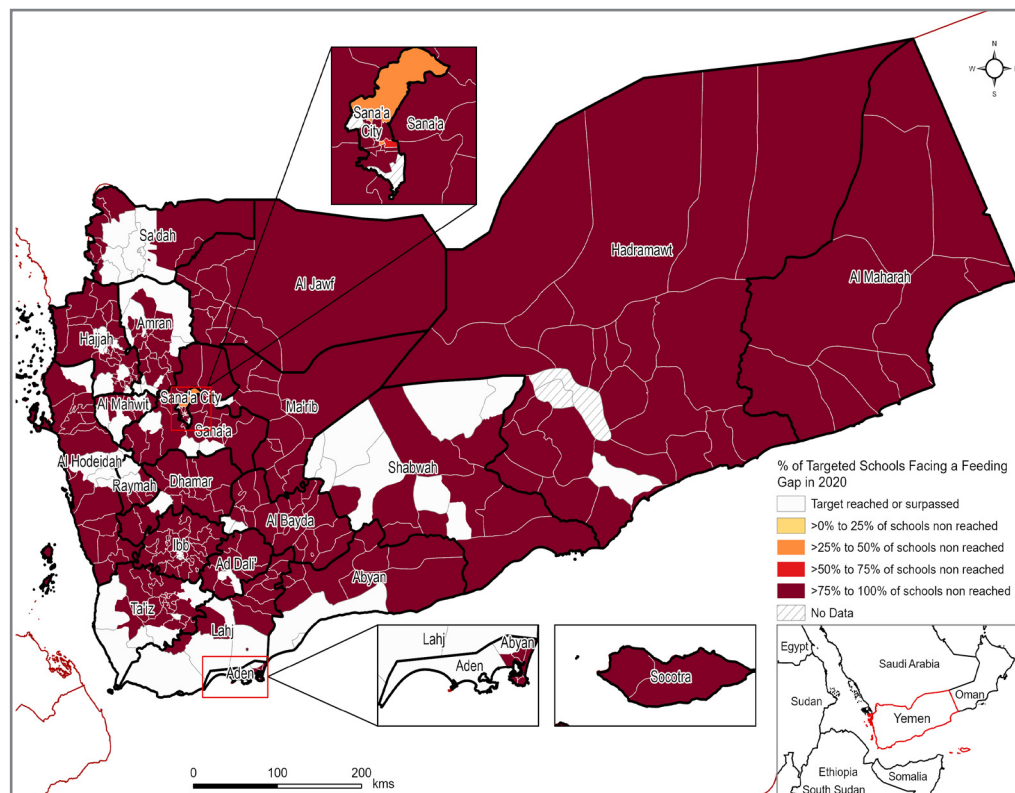 N
W
E
S
Sana'a
City
Sana'a
Sa'dah
Al Jawf
Hadramawt
Al Maharah
Amran
Hajjah
Sana'a City
Al Mahwit
Ma'rib
Sana'a
Al Hodeidah
Shabwah
Raymah
Dhamar
Al Bayda
Ibb
Ad Dali'
Abyan
Ta'iz
Lahj
Aden
Lahj
Abyan
Aden
Socotra
% of Targeted Schools Facing a Feeding
Gap in 2020
Target reached or surpassed
>0% to 25% of schools non reached
>25% to 50% of schools non reached
>50% to 75% of schools non reached
>75% to 100% of schools non reached
No Data
Egypt
Saudi Arabia
Oman
Sudan
Yemen
Ethiopia
Somalia
South Sudan
0 100 200
kms